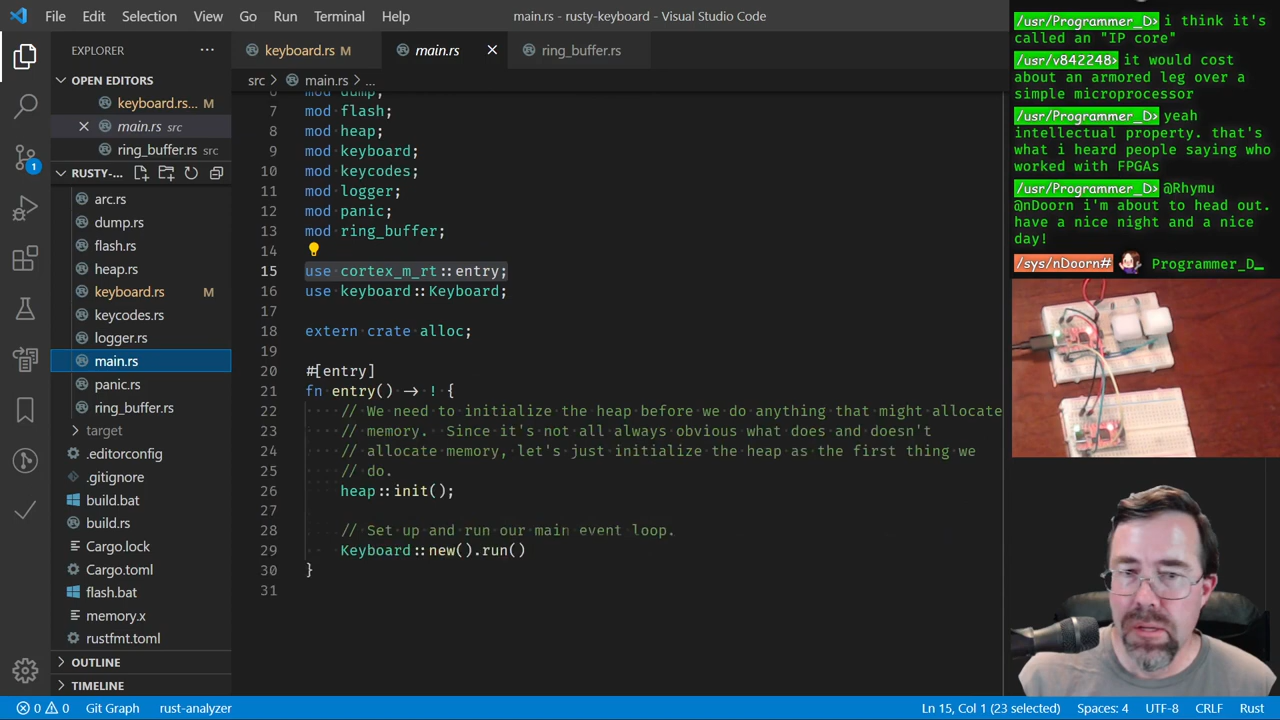 File Edit Selection View Go Run Terminal Help
main.rs - rusty-keyboard - Visual Studio Code
EXPLORER
OPEN EDITORS
keyboard.rs... M
main.rs src
ring_buffer.rs src
1
RUSTY-...
arc.rs
dump.rs
flash.rs
heap.rs
keyboard.rs M
keycodes.rs
logger.rs
main.rs
panic.rs
ring_buffer.rs
target
.editorconfig
.gitignore
build.bat
build.rs
Cargo.lock
Cargo.toml
flash.bat
memory.x
rustfmt.toml
OUTLINE
TIMELINE
keyboard.rs M
main.rs
ring_buffer.rs
src > main.rs > ...
6 mod dump;
7 mod flash;
8 mod heap;
9 mod keyboard;
10 mod keycodes;
11 mod logger;
12 mod panic;
13 mod ring_buffer;
14
15 use cortex_m_rt::entry;
16 use keyboard::Keyboard;
17
18 extern crate alloc;
19
20 #[entry]
21 fn entry() -> ! {
22 // We need to initialize the heap before we do anything that might allocate
23 // memory. Since it's not all always obvious what does and doesn't
24 // allocate memory, let's just initialize the heap as the first thing we
25 // do.
26 heap::init();
27
28 // Set up and run our main event loop.
29 Keyboard::new().run()
30 }
31
/usr/Programmer_D> i think it's
called an "IP core"
/usr/v842248> it would cost
about an armored leg over a
simple microprocessor
/usr/Programmer_D> yeah
intellectual property. that's
what i heard people saying who
worked with FPGAs
/usr/Programmer_D> @Rhymu
@nDoorn i'm about to head out.
have a nice night and a nice
day!
/sys/nDoorn# Programmer_D_
0 0 Git Graph rust-analyzer
Ln 15, Col 1 (23 selected) Spaces: 4 UTF-8 CRLF Rust